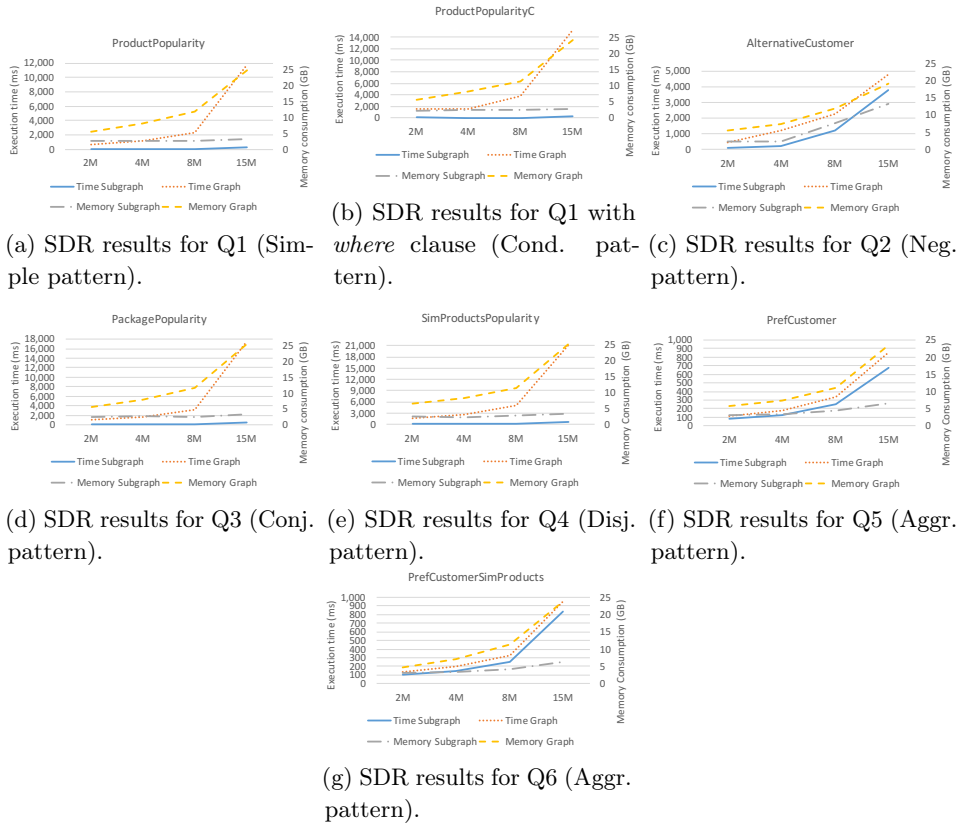 ProductPopularity
Execution time (ms)
12,000
10,000
8,000
6,000
4,000
2,000
0
25
20
15
10
5
0
Memory consumption (GB)
2M 4M 8M 15M
Time Subgraph Time Graph
Memory Subgraph Memory Graph
(a) SDR results for Q1 (Sim-
ple pattern).
ProductPopularityC
Execution time (ms)
14,000
12,000
10,000
8,000
6,000
4,000
2,000
0
25
20
15
10
5
0
Memory consumption (GB)
2M 4M 8M 15M
Time Subgraph Time Graph
Memory Subgraph Memory Graph
(b) SDR results for Q1 with
where clause (Cond. pat-
tern).
AlternativeCustomer
Execution time (ms)
5,000
4,000
3,000
2,000
1,000
0
25
20
15
10
5
0
Memory consumption (GB)
2M 4M 8M 15M
Time Subgraph Time Graph
Memory Subgraph Memory Graph
(c) SDR results for Q2 (Neg.
pattern).
PackagePopularity
Execution time (ms)
18,000
16,000
14,000
12,000
10,000
8,000
6,000
4,000
2,000
0
25
20
15
10
5
0
Memory consumption (GB)
2M 4M 8M 15M
Time Subgraph Time Graph
Memory Subgraph Memory Graph
(d) SDR results for Q3 (Conj.
pattern).
SimProductsPopularity
Execution time (ms)
21,000
18,000
15,000
12,000
9,000
6,000
3,000
0
25
20
15
10
5
0
Memory Consumption (GB)
2M 4M 8M 15M
Time Subgraph Time Graph
Memory Subgraph Memory Graph
(e) SDR results for Q4 (Disj.
pattern).
PrefCustomer
Execution time (ms)
1,000
900
800
700
600
500
400
300
200
100
0
25
20
15
10
5
0
Memory Consumption (GB)
2M 4M 8M 15M
Time Subgraph Time Graph
Memory Subgraph Memory Graph
(f) SDR results for Q5 (Aggr.
pattern).
PrefCustomerSimProducts
Execution time (ms)
1,000
900
800
700
600
500
400
300
200
100
0
25
20
15
10
5
0
Memory Consumption (GB)
2M 4M 8M 15M
Time Subgraph Time Graph
Memory Subgraph Memory Graph
(g) SDR results for Q6 (Aggr.
pattern).